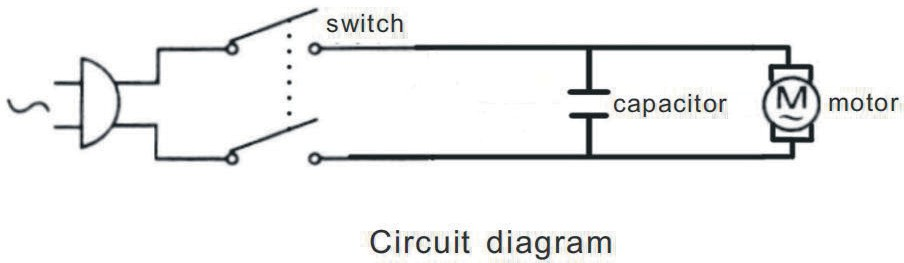 switch
capacitor
M
motor
Circuit diagram